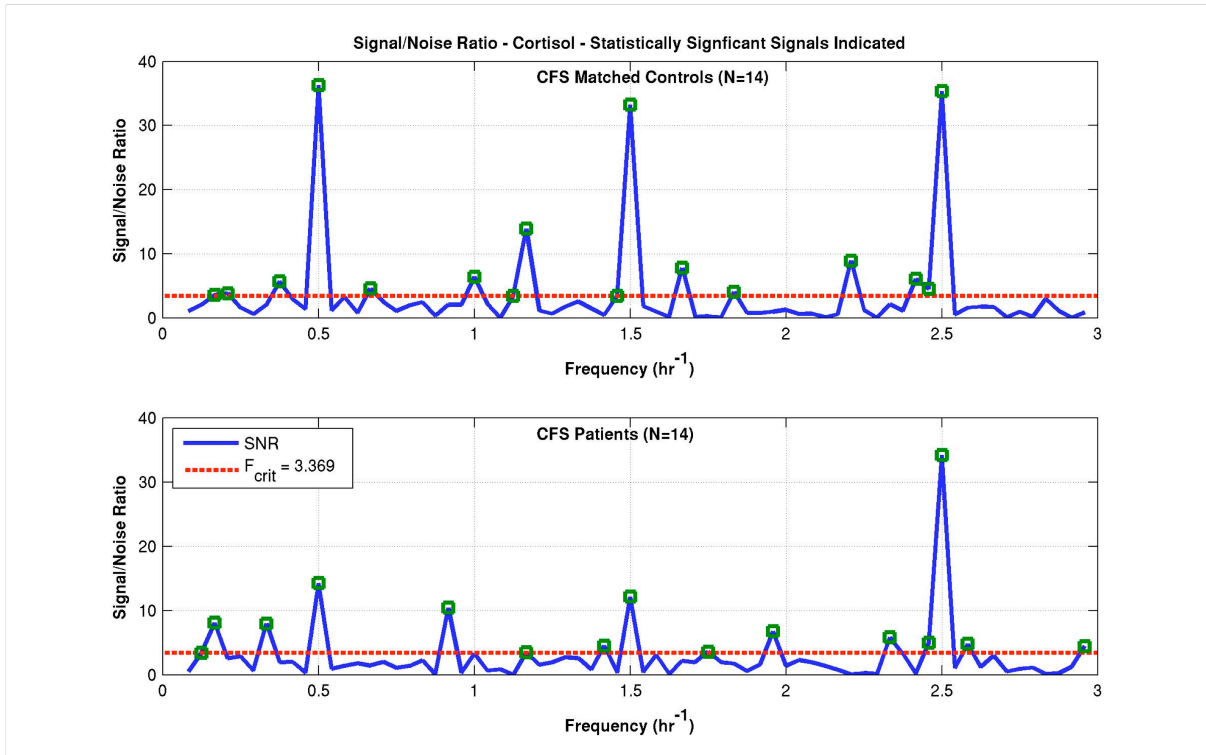 Signal/Noise Ratio - Cortisol - Statistically Signficant Signals Indicated
CFS Matched Controls (N=14)
Signal/Noise Ratio
40
30
20
10
0
0 0.5 1 1.5 2 2.5 3
Frequency (hr-1)
CFS Patients (N=14)
SNR
Fcrit = 3.369
Signal/Noise Ratio
40
30
20
10
0
0 0.5 1 1.5 2 2.5 3
Frequency (hr-1)